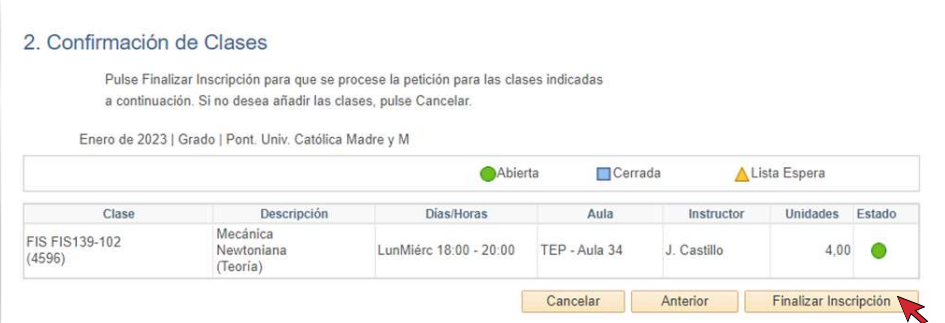 2. Confirmación de Clases
Pulse Finalizar Inscripción para que se procese la petición para las clases indicadas
a continuación. Si no desea añadir las clases, pulse Cancelar.
Enero de 2023 | Grado | Pont. Univ. Católica Madre y M
Abierta Cerrada Lista Espera
Clase Descripción Días/Horas Aula Instructor Unidades Estado
FIS FIS139-102
(4596)
Mecánica
Newtoniana
(Teoría)
LunMiérc 18:00 - 20:00 TEP - Aula 34 J. Castillo 4,00
Cancelar Anterior Finalizar Inscripción